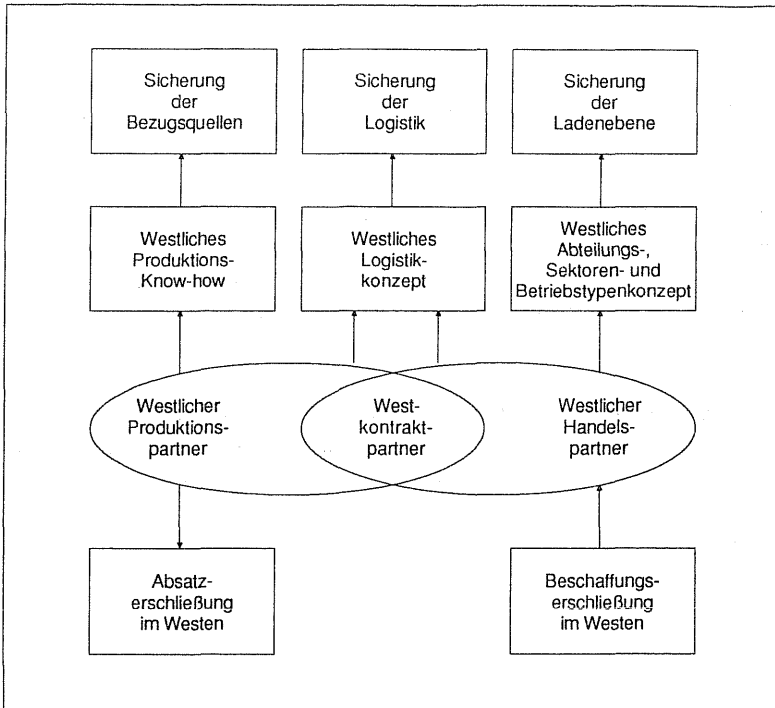 Sicherung
der
Bezugsquellen
Sicherung
der
Logistik
Sicherung
der
Ladenebene
Westliches
Produktions-
Know-how
Westliches
Logistik-
konzept
Westliches
Abteilungs-,
Sektoren- und
Betriebstypenkonzept
Westlicher
Produktions-
partner
West-
kontrakt-
partner
Westlicher
Handels-
partner
Absatz-
erschließung
im Westen
Beschaffungs-
erschließung
im Westen